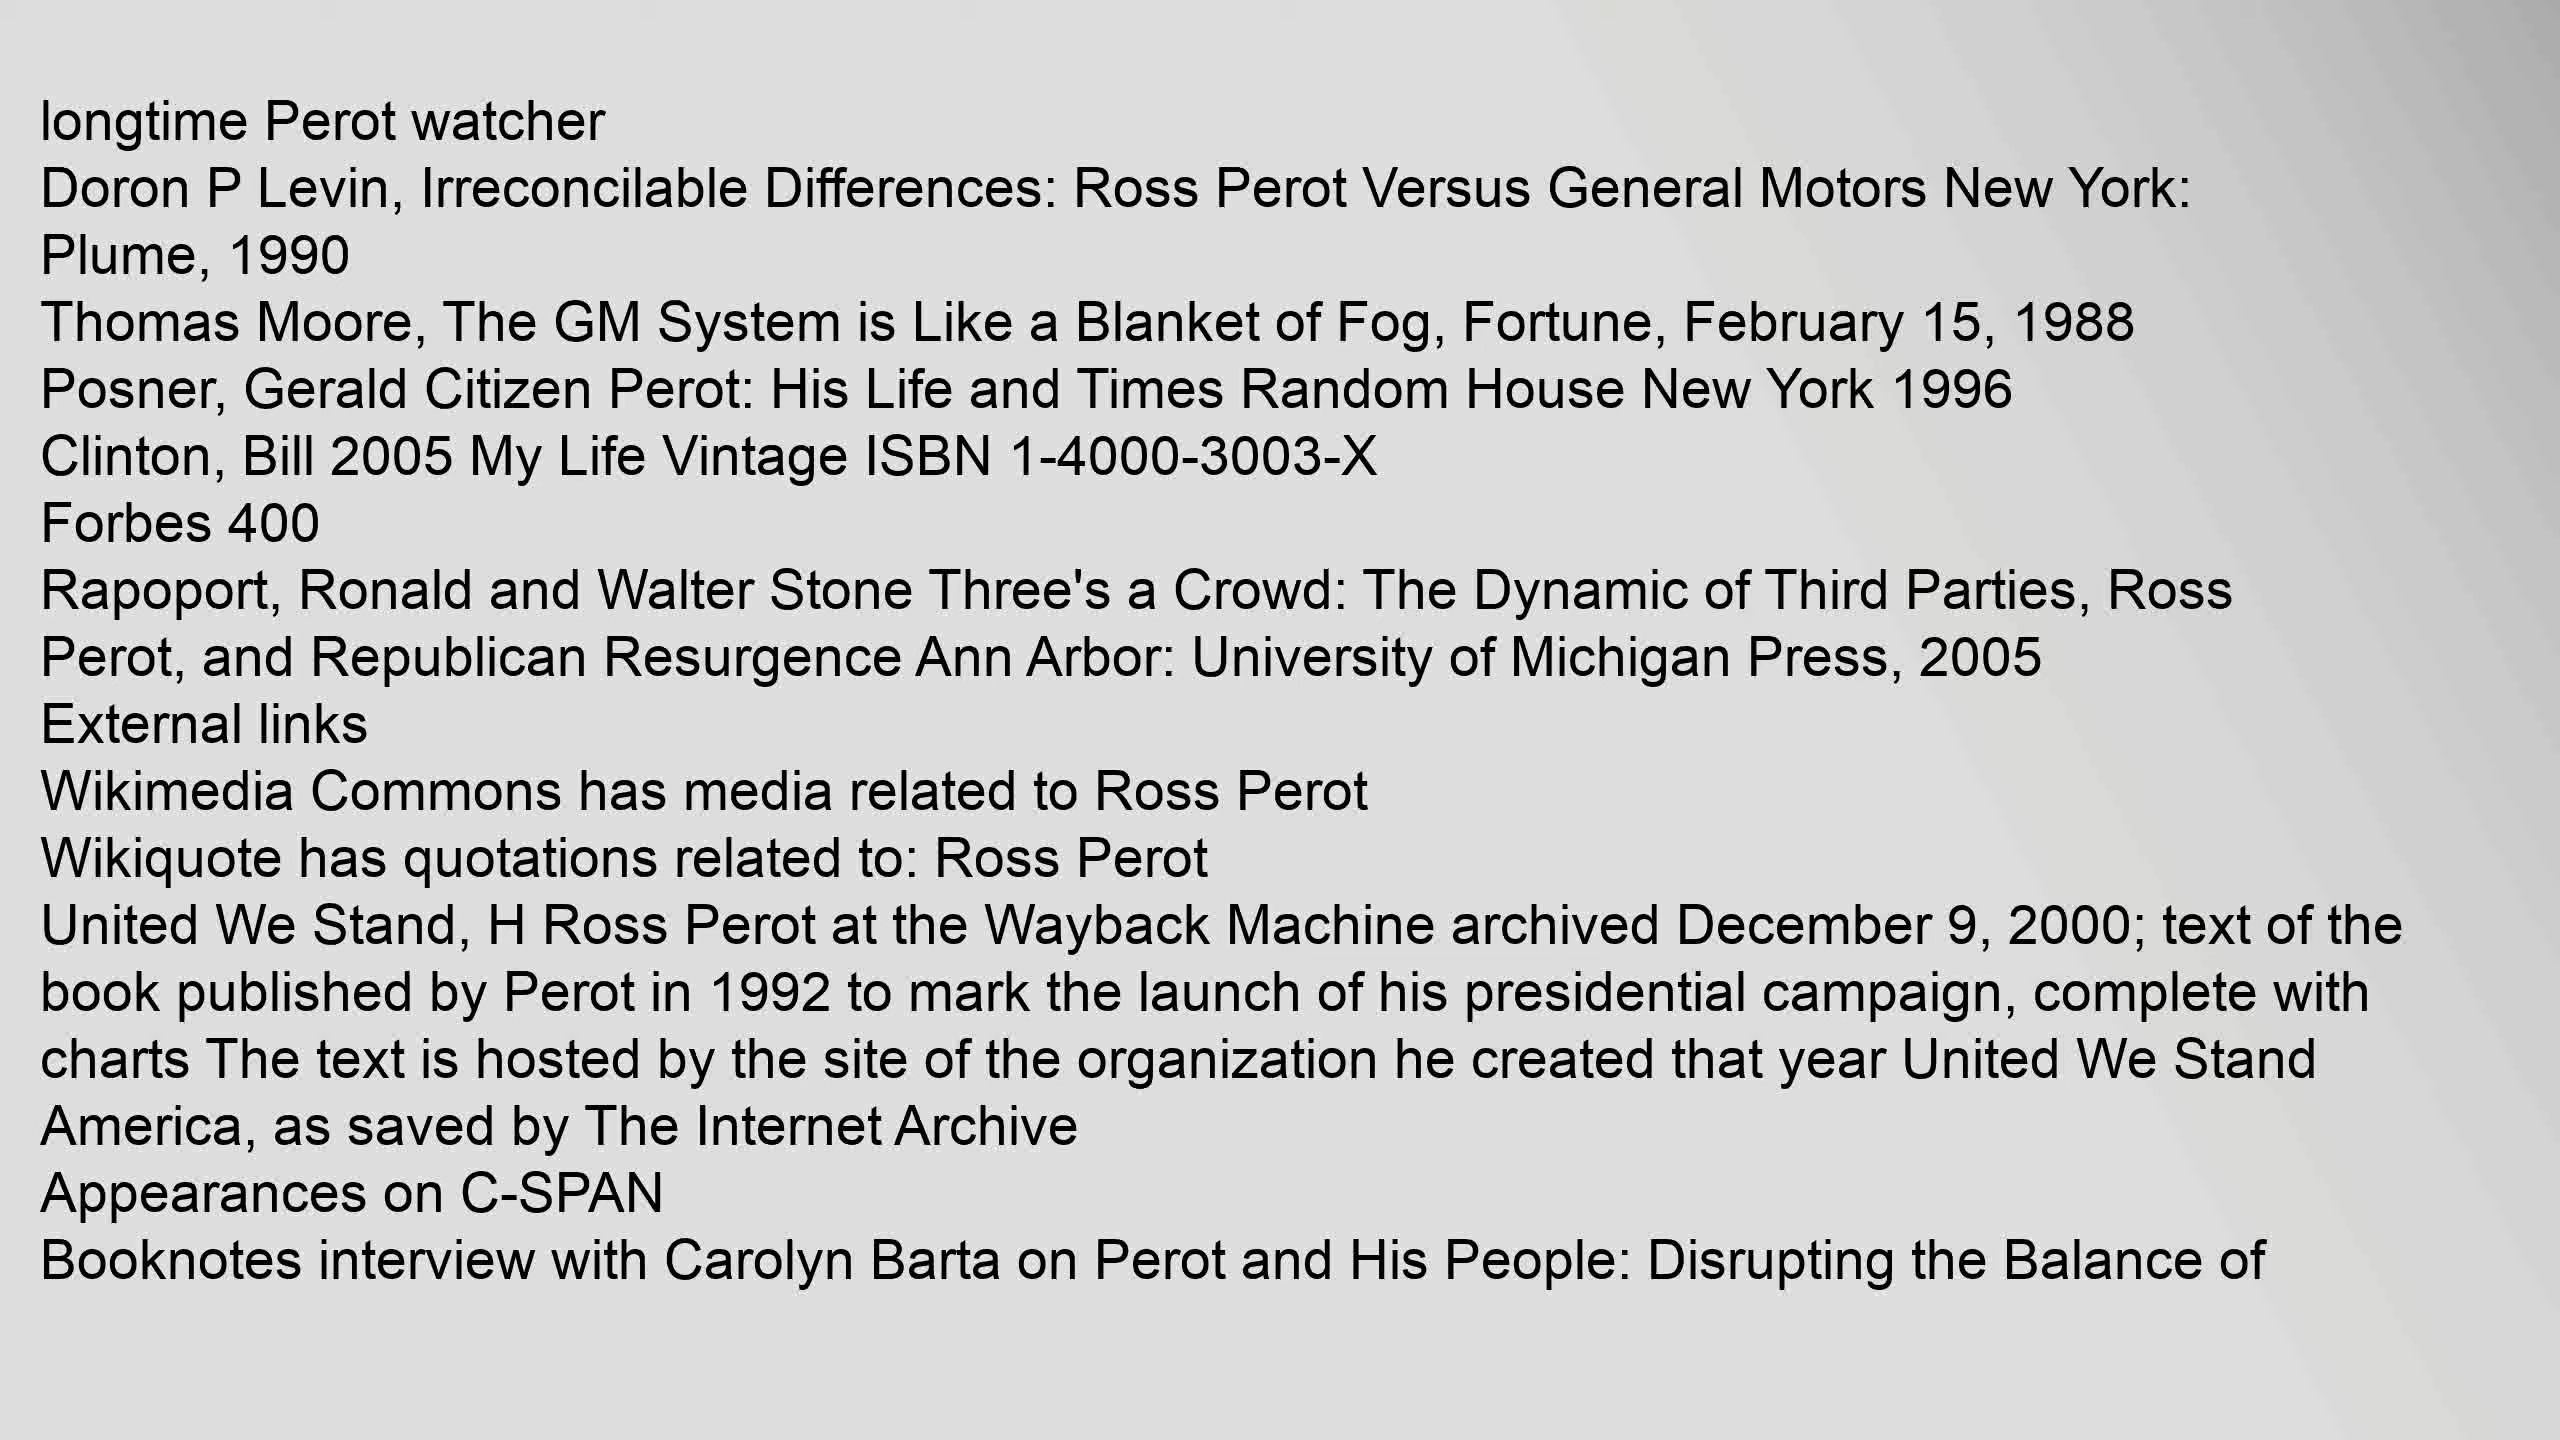 longtime Perot watcher
Doron P Levin, Irreconcilable Differences: Ross Perot Versus General Motors New York:
Plume, 1990
Thomas Moore, The GM System is Like a Blanket of Fog, Fortune, February 15, 1988
Posner, Gerald Citizen Perot: His Life and Times Random House New York 1996
Clinton, Bill 2005 My Life Vintage ISBN 1-4000-3003-X
Forbes 400
Rapoport, Ronald and Walter Stone Three's a Crowd: The Dynamic of Third Parties, Ross
Perot, and Republican Resurgence Ann Arbor: University of Michigan Press, 2005
External links
Wikimedia Commons has media related to Ross Perot
Wikiquote has quotations related to: Ross Perot
United We Stand, H Ross Perot at the Wayback Machine archived December 9, 2000; text of the
book published by Perot in 1992 to mark the launch of his presidential campaign, complete with
charts The text is hosted by the site of the organization he created that year United We Stand
America, as saved by The Internet Archive
Appearances on C-SPAN
Booknotes interview with Carolyn Barta on Perot and His People: Disrupting the Balance of